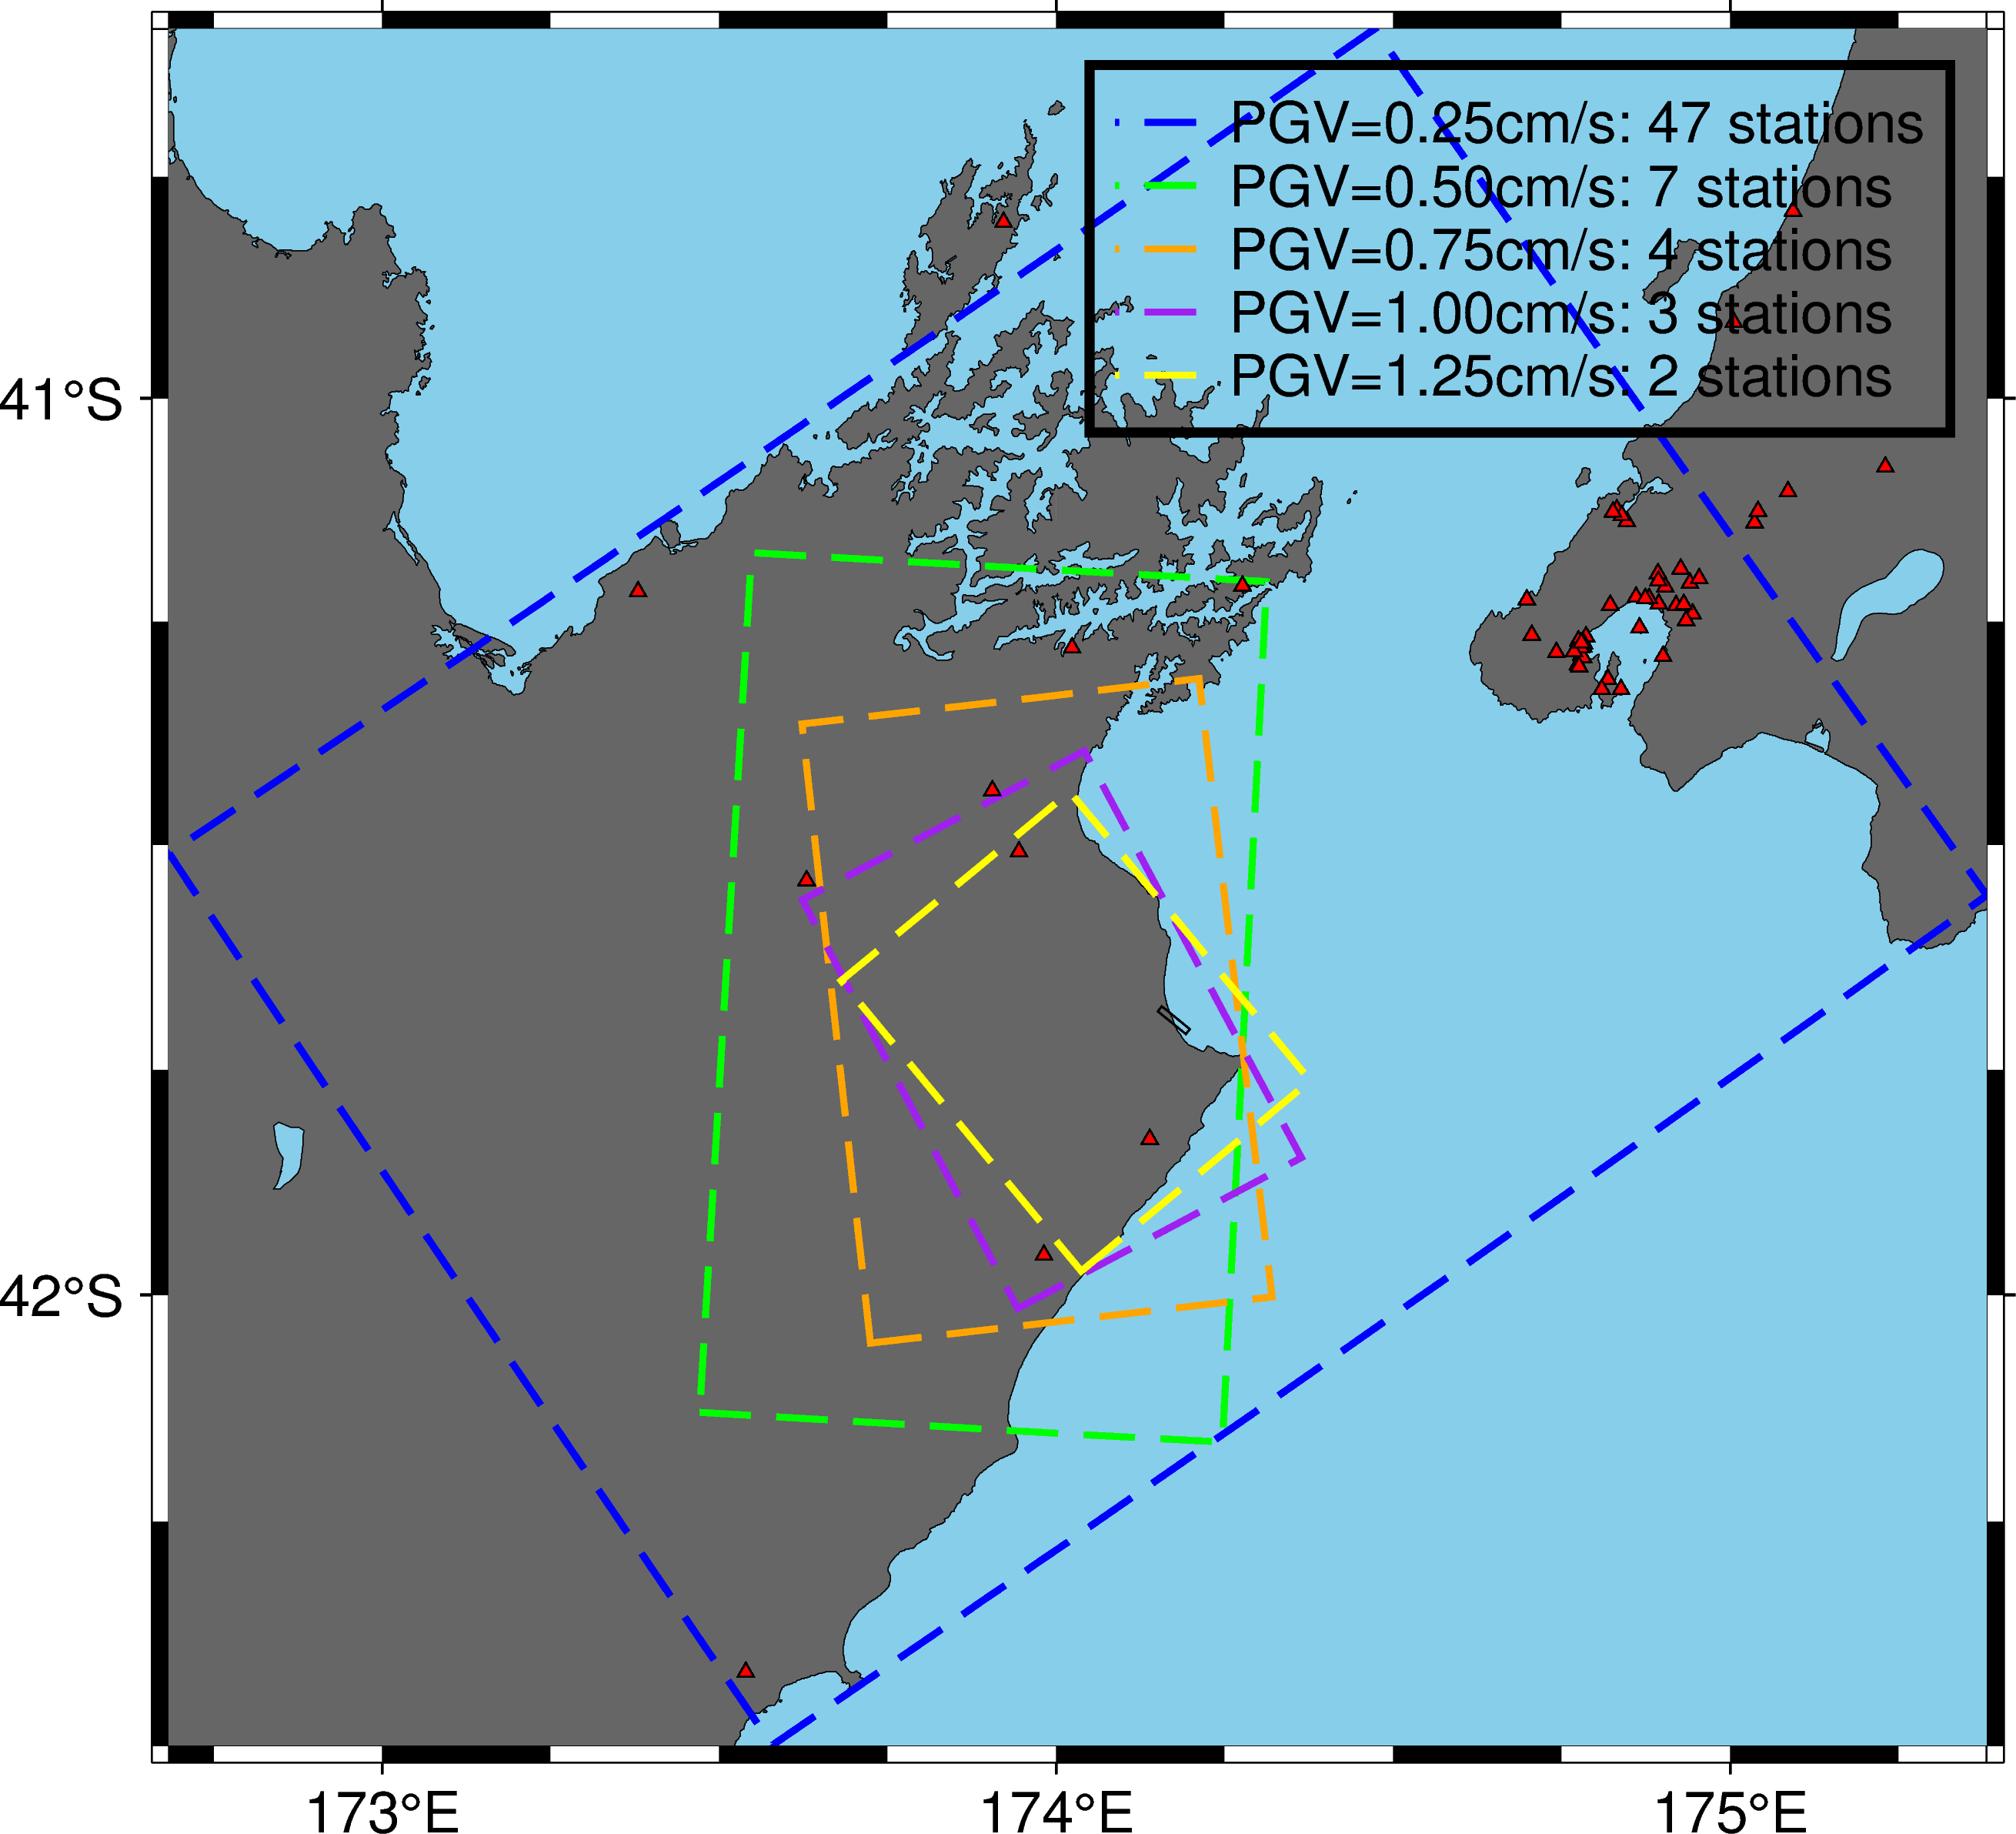 PGV=0.25cm/s: 47 stations
PGV=0.50cm/s: 7 stations
PGV=0.75cm/s: 4 stations
PGV=1.00cm/s: 3 stations
PGV=1.25cm/s: 2 stations
41°S
42°S
173°E
174°E
175°E